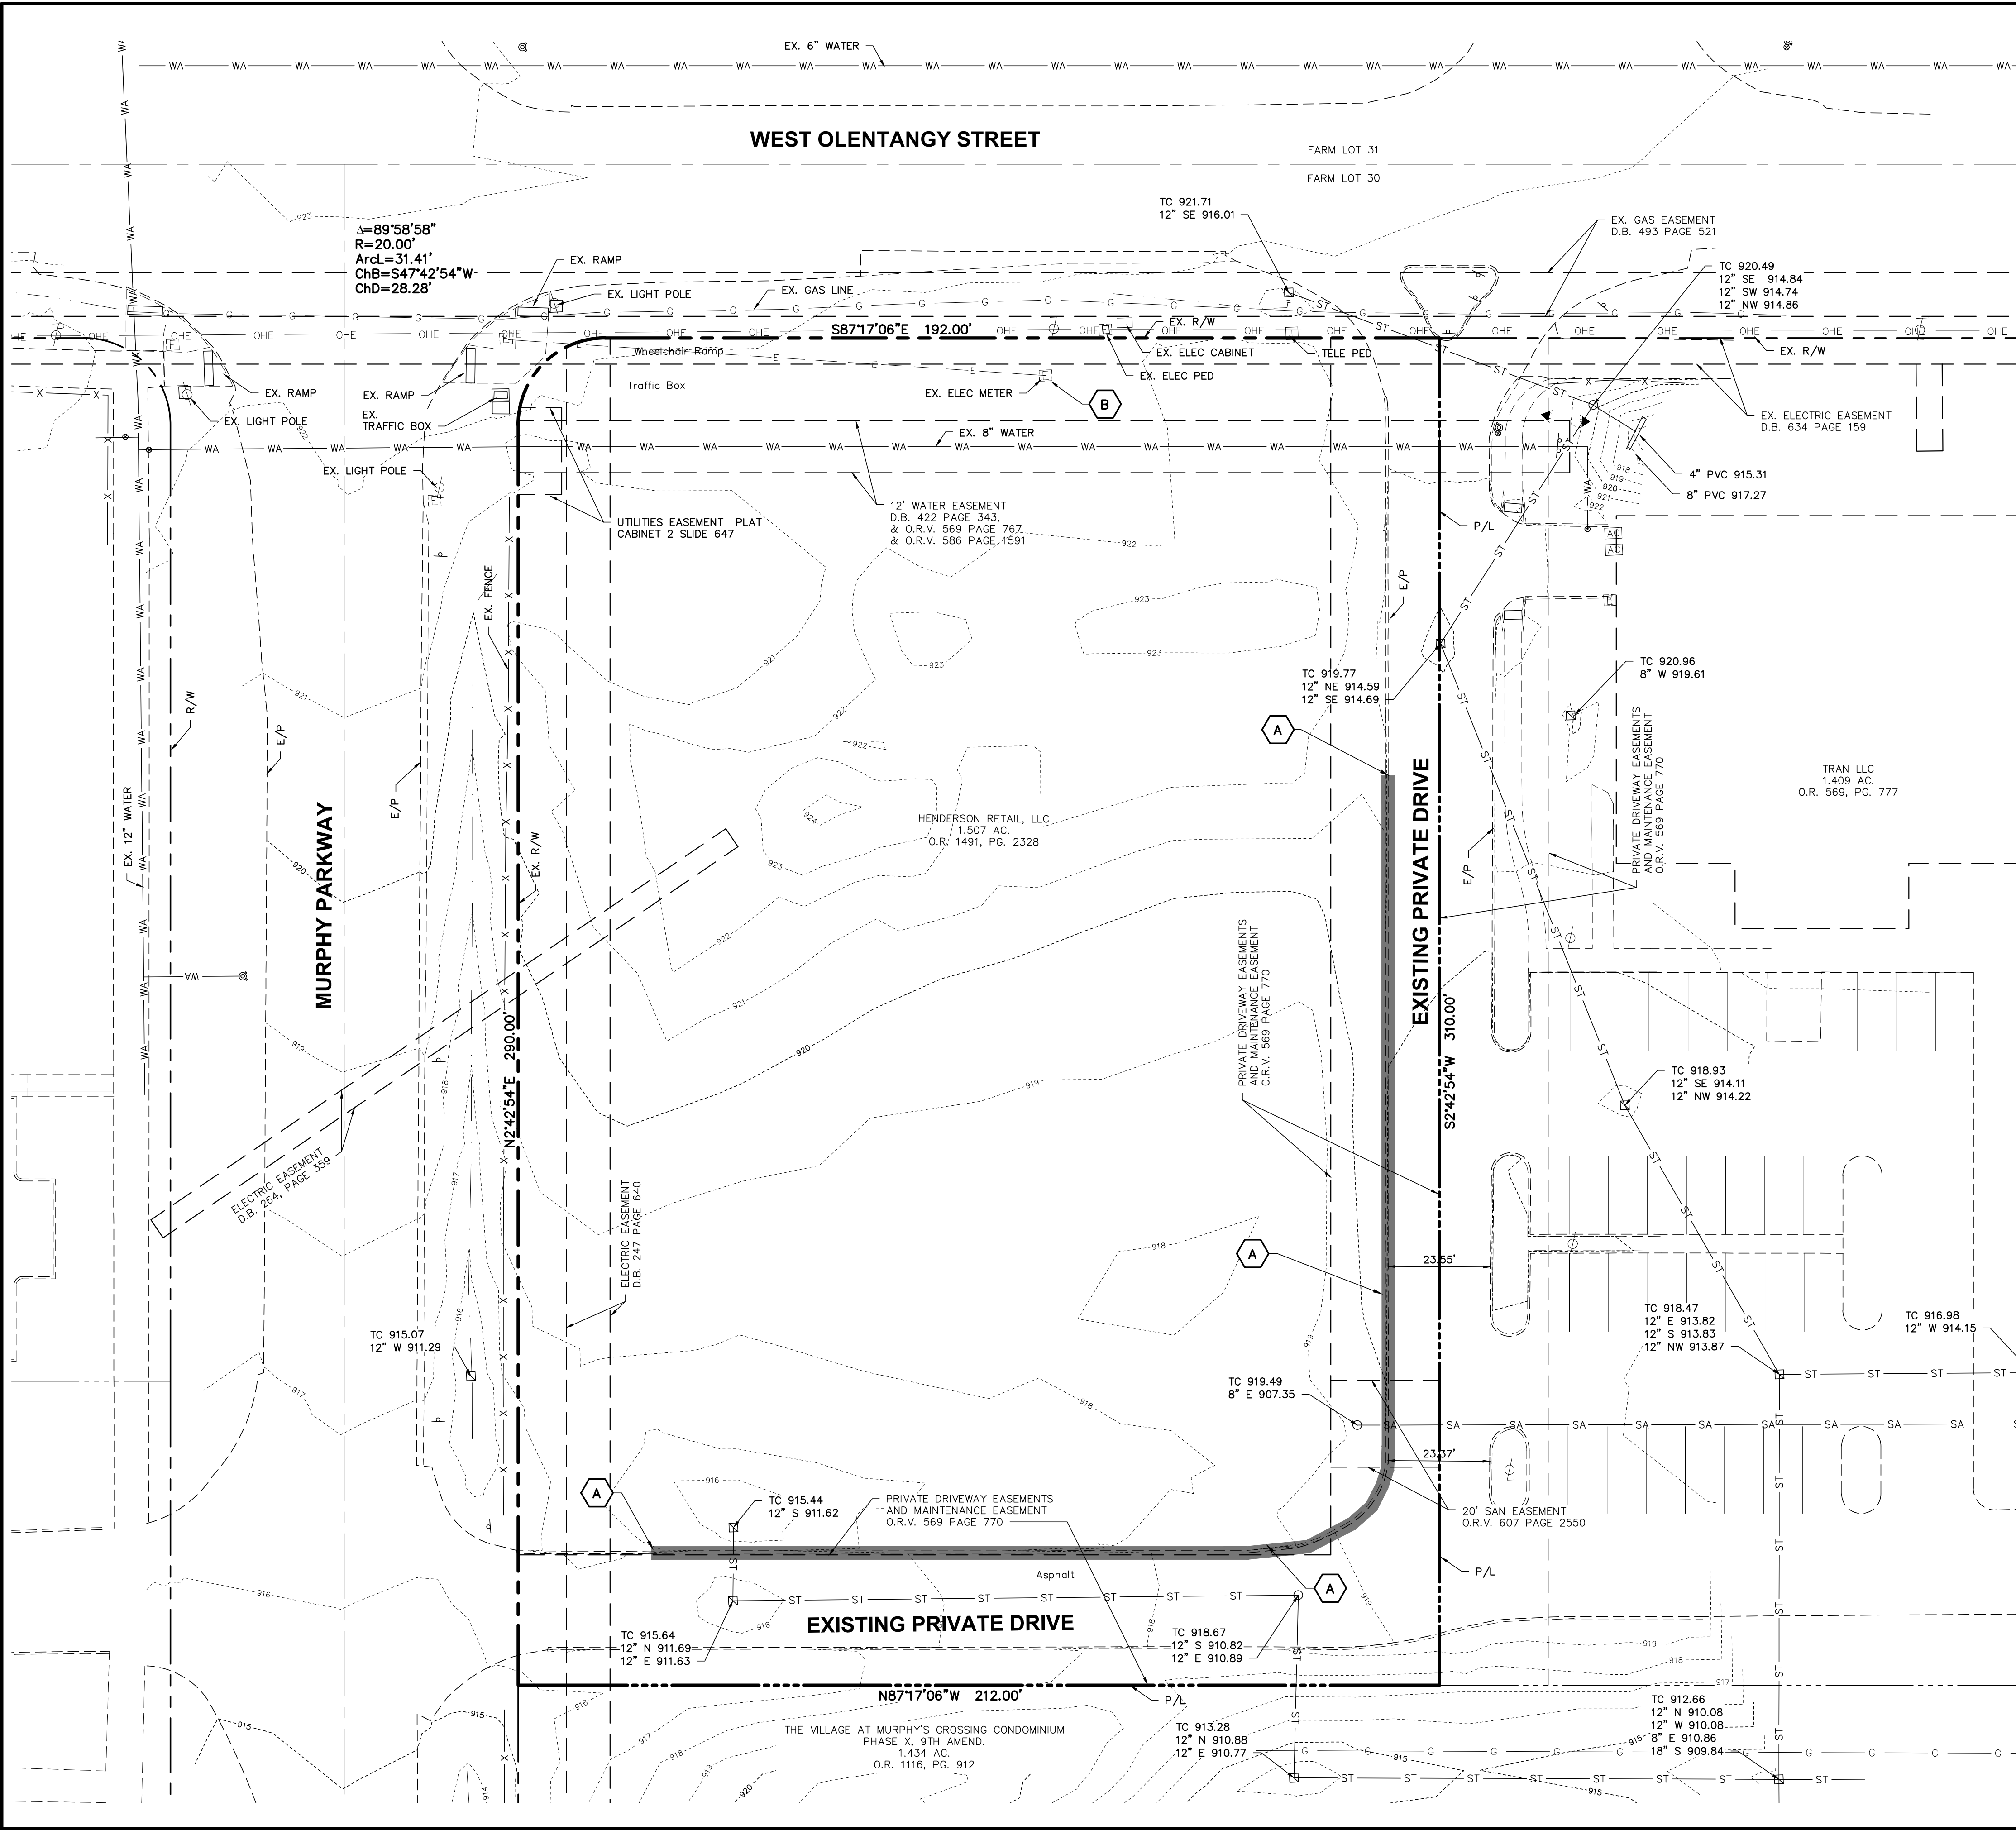 EX. 6" WATER
WEST OLENTANGY STREET
FARM LOT 31
FARM LOT 30
Δ=89°58'58"
R=20.00'
ArcL=31.41'
ChB=S47°42'54"W
ChD=28.28'
TC 921.71
12" SE 916.01
EX. GAS EASEMENT
D.B. 493 PAGE 521
TC 920.49
12" SE 914.84
12" SW 914.74
12" NW 914.86
EX. RAMP
EX. LIGHT POLE
EX. GAS LINE
S87°17'06"E 192.00'
EX. R/W
EX. ELEC CABINET
TELE PED
EX. ELEC PED
EX. ELEC METER
B
Wheelchair Ramp
Traffic Box
EX. R/W
EX. RAMP
EX. LIGHT POLE
EX. RAMP
EX.
TRAFFIC BOX
EX. LIGHT POLE
EX. 8" WATER
EX. ELECTRIC EASEMENT
D.B. 634 PAGE 159
4" PVC 915.31
8" PVC 917.27
UTILITIES EASEMENT PLAT
CABINET 2 SLIDE 647
12' WATER EASEMENT
D.B. 422 PAGE 343,
& O.R.V. 569 PAGE 767
& O.R.V. 586 PAGE 1591
P/L
E/P
EX. FENCE
AC
AC
TC 919.77
12" NE 914.59
12" SE 914.69
TC 920.96
8" W 919.61
A
R/W
E/P
E/P
EX. 12" WATER
MURPHY PARKWAY
EX. R/W
HENDERSON RETAIL, LLC
1.507 AC.
O.R. 1491, PG. 2328
EXISTING PRIVATE DRIVE
E/P
PRIVATE DRIVEWAY EASEMENTS
AND MAINTENANCE EASEMENT
O.R.V. 569 PAGE 770
TRAN LLC
1.409 AC.
O.R. 569, PG. 777
PRIVATE DRIVEWAY EASEMENTS
AND MAINTENANCE EASEMENT
O.R.V. 569 PAGE 770
N2°42'54"E 290.00'
S2°42'54"W 310.00'
TC 918.93
12" SE 914.11
12" NW 914.22
ELECTRIC EASEMENT
D.B. 264, PAGE 359
ELECTRIC EASEMENT
D.B. 247 PAGE 640
A
23.55'
TC 915.07
12" W 911.29
TC 918.47
12" E 913.82
12" S 913.83
12" NW 913.87
TC 916.98
12" W 914.15
TC 919.49
8" E 907.35
23.37'
A
TC 915.44
12" S 911.62
PRIVATE DRIVEWAY EASEMENTS
AND MAINTENANCE EASEMENT
O.R.V. 569 PAGE 770
20' SAN EASEMENT
O.R.V. 607 PAGE 2550
Asphalt
A
P/L
EXISTING PRIVATE DRIVE
TC 915.64
12" N 911.69
12" E 911.63
TC 918.67
12" S 910.82
12" E 910.89
N87°17'06"W 212.00'
P/L
THE VILLAGE AT MURPHY'S CROSSING CONDOMINIUM
PHASE X, 9TH AMEND.
1.434 AC.
O.R. 1116, PG. 912
TC 913.28
12" N 910.88
12" E 910.77
TC 912.66
12" N 910.08
12" W 910.08
8" E 910.86
18" S 909.84